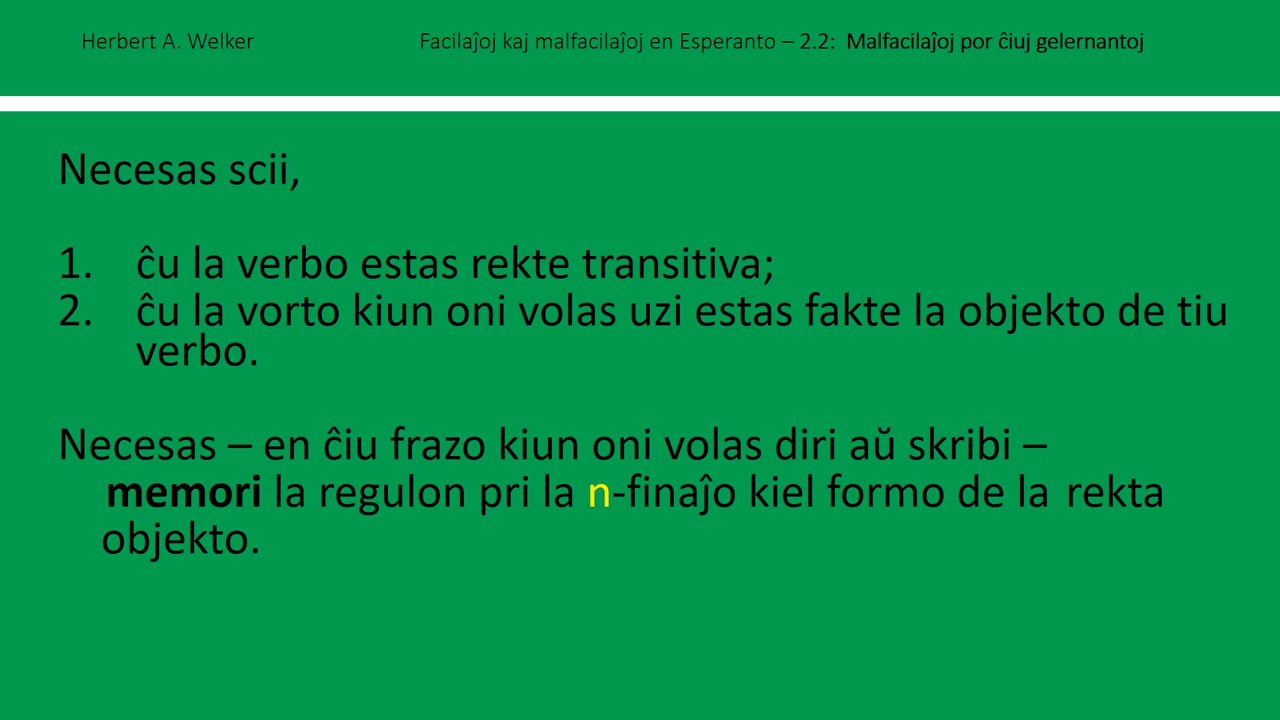 Herbert A. Welker Facilaĵoj kaj malfacilaĵoj en Esperanto – 2.2: Malfacilaĵoj por ĉiuj gelernantoj
Necesas scii,
1. ĉu la verbo estas rekte transitiva;
2. ĉu la vorto kiun oni volas uzi estas fakte la objekto de tiu
verbo.
Necesas – en ĉiu frazo kiun oni volas diri aŭ skribi –
memori la regulon pri la n-finaĵo kiel formo de la rekta
objekto.